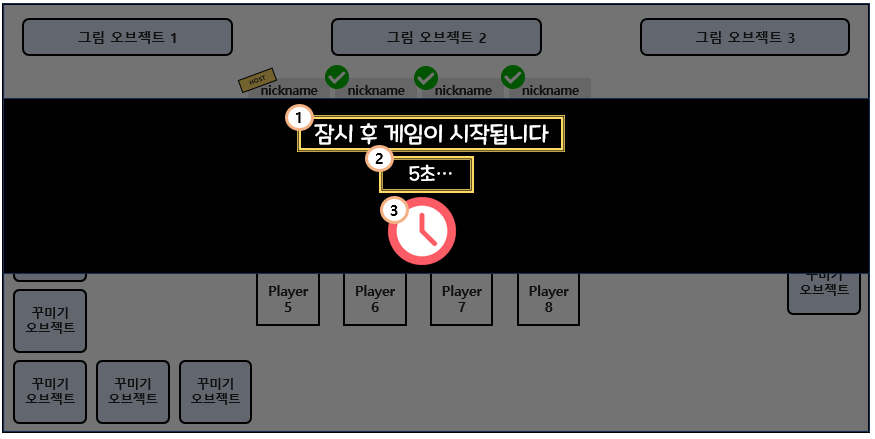 그림 오브젝트 1
그림 오브젝트 2
그림 오브젝트 3
HOST
nickname
nickname
nickname
nickname
1
잠시 후 게임이 시작됩니다
2
5초...
3
Player
5
Player
6
Player
7
Player
8
꾸미기
오브젝트
꾸미기
오브젝트
꾸미기
오브젝트
꾸미기
오브젝트
꾸미기
오브젝트